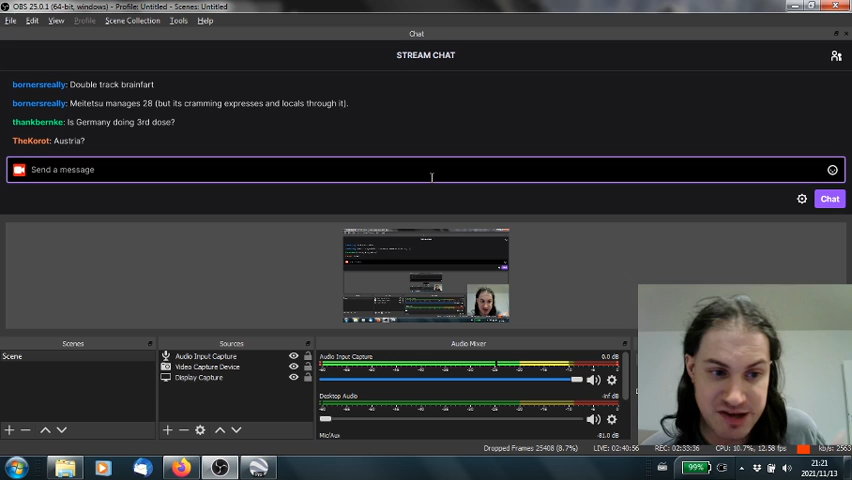 OBS 25.0.1 (64-bit, windows) - Profile: Untitled - Scenes: Untitled
File Edit View Profile Scene Collection Tools Help
Chat
STREAM CHAT
bornersreally: Double track brainfart
bornersreally: Meitetsu manages 28 (but its cramming expresses and locals through it).
thankbernke: Is Germany doing 3rd dose?
TheKorot: Austria?
Send a message
Chat
Scenes Sources Audio Mixer
Scene
Audio Input Capture
Video Capture Device
Display Capture
Audio Input Capture 0.0 dB
Desktop Audio -inf dB
Mic/Aux -81.0 dB
Dropped Frames 25408 (8.7%) LIVE: 02:40:56 REC: 02:33:36 CPU: 10.7%, 12.58 fps kb/s: 2563
99% 21:21
2021/11/13